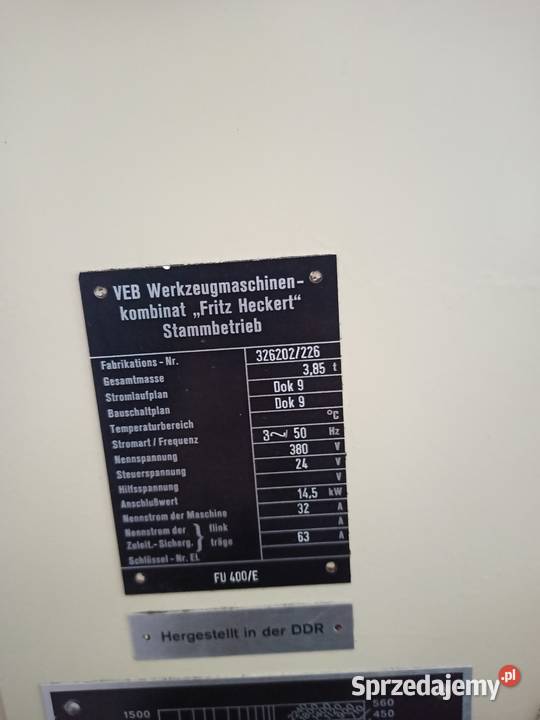 VEB Werkzeugmaschinen-
kombinat „Fritz Heckert"
Stammbetrieb
Fabrikations-Nr. 326202/226
Gesamtmasse 3,85 t
Stromlaufplan Dok 9
Bauschaltplan Dok 9
Temperaturbereich °C
Stromart / Frequenz 3~/ 50 Hz
Nennspannung 380 V
Steuerspannung 24 V
Hilfsspannung V
Anschlußwert 14,5 kW
Nennstrom der Maschine 32 A
Nennstrom der } flink A
Zuleit.-Sicherg. } träge 63 A
Schlüssel-Nr. EL
FU 400/E
Hergestellt in der DDR
1500 560
450
Sprzedajemy.pl